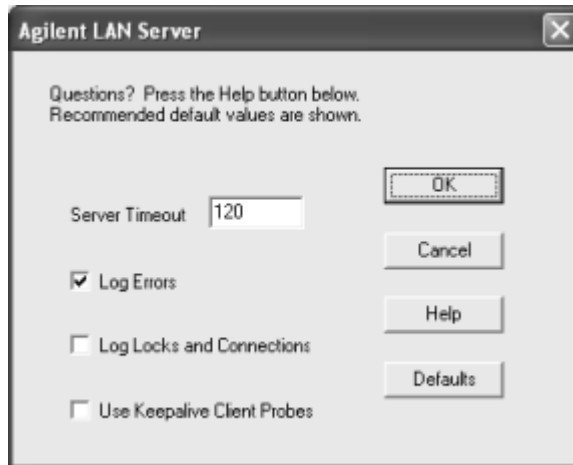 Agilent LAN Server
Questions? Press the Help button below.
Recommended default values are shown.
OK
Server Timeout 120
Cancel
Log Errors
Help
Log Locks and Connections
Defaults
Use Keepalive Client Probes